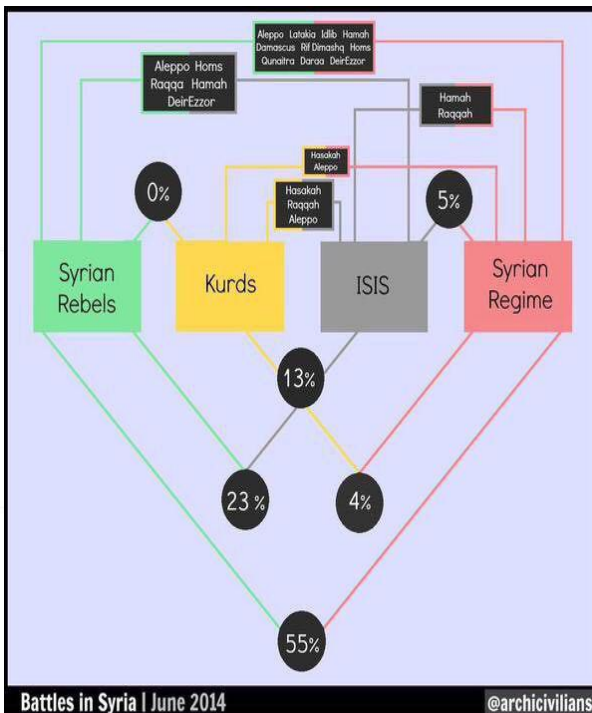 Aleppo Latakia Idlib Hamah
Damascus Rif Dimashq Homs
Qunaitra Daraa DeirEzzor
Aleppo Homs
Raqqa Hamah
DeirEzzor
Hamah
Raqqah
Hasakah
Aleppo
Hasakah
Raqqah
Aleppo
0%
5%
Syrian
Rebels
Kurds
ISIS
Syrian
Regime
13%
23 %
4%
55%
Battles in Syria | June 2014
@archicivilians